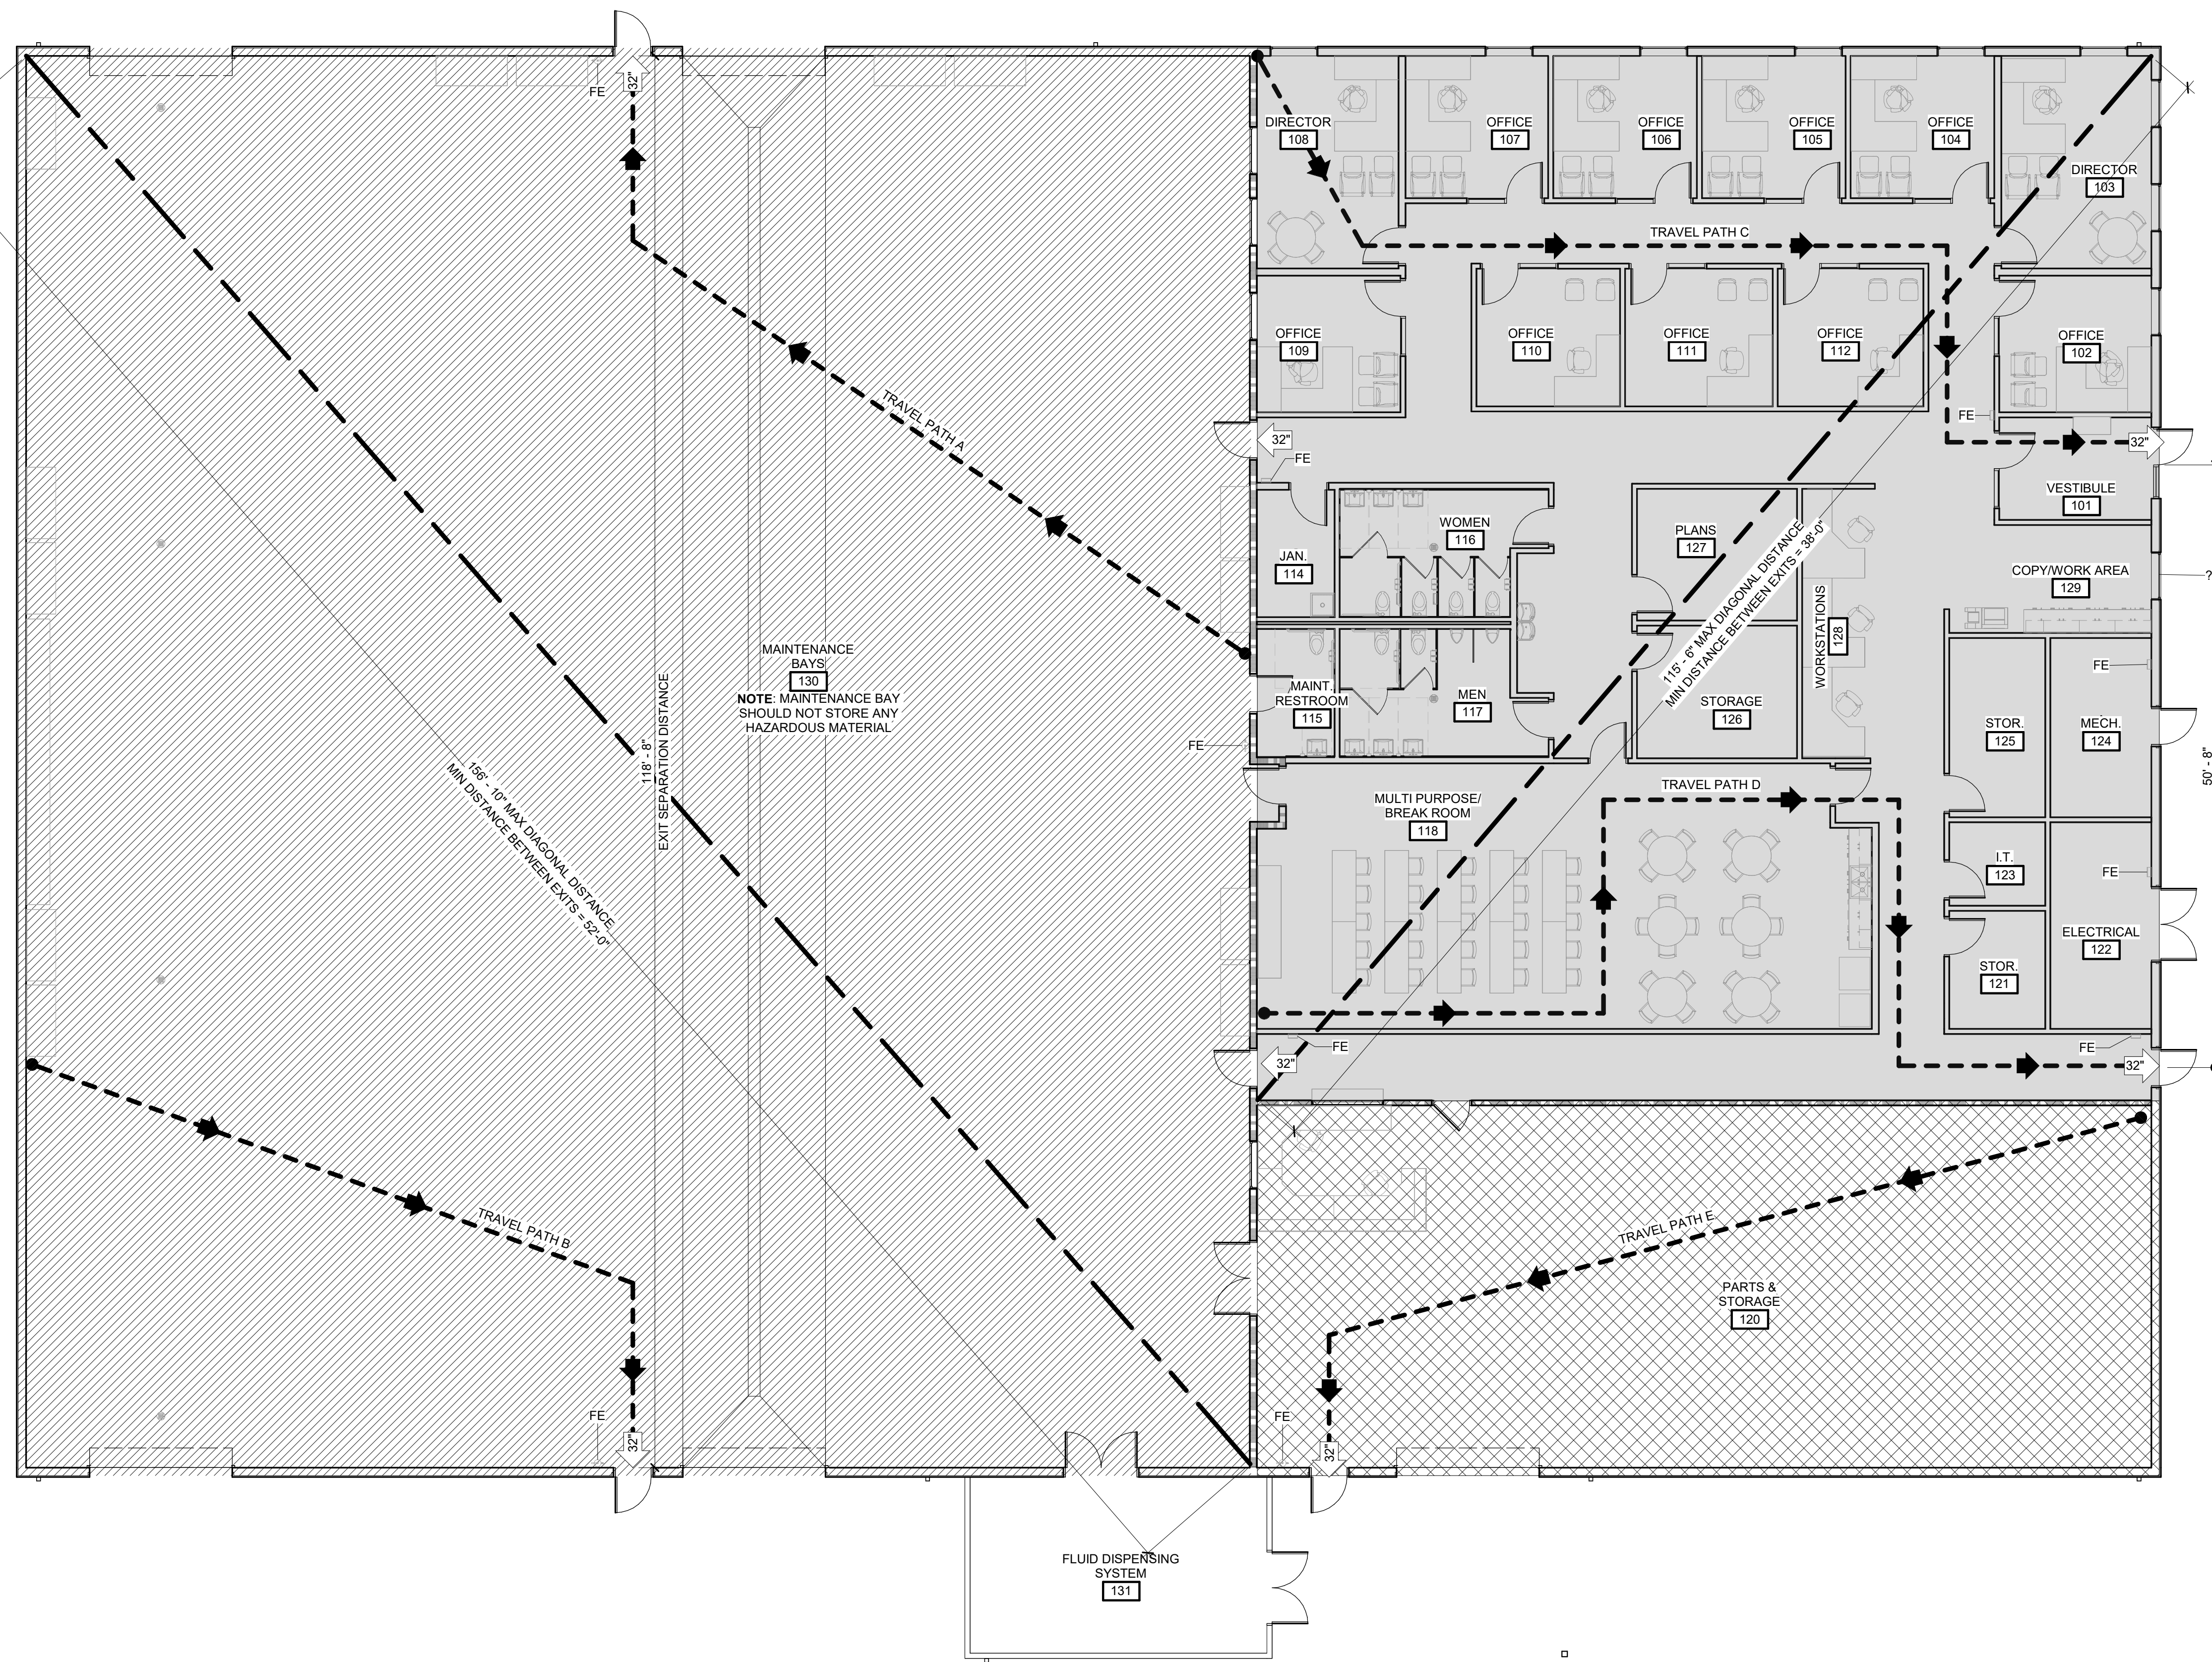 32"
FE
DIRECTOR
108
OFFICE
107
OFFICE
106
OFFICE
105
OFFICE
104
DIRECTOR
103
TRAVEL PATH C
OFFICE
109
OFFICE
110
OFFICE
111
OFFICE
112
OFFICE
102
TRAVEL PATH A
FE
32"
FE
32"
VESTIBULE
101
JAN.
114
WOMEN
116
PLANS
127
115' - 6" MAX DIAGONAL DISTANCE
MIN DISTANCE BETWEEN EXITS = 38'-0"
WORKSTATIONS
128
COPY/WORK AREA
129
?
MAINTENANCE
BAYS
130
NOTE: MAINTENANCE BAY
SHOULD NOT STORE ANY
HAZARDOUS MATERIAL
118' - 8"
EXIT SEPARATION DISTANCE
156' - 10" MAX DIAGONAL DISTANCE
MIN DISTANCE BETWEEN EXITS = 52'-0"
MAINT.
RESTROOM
115
MEN
117
STORAGE
126
STOR.
125
FE
MECH.
124
50' - 8"
FE
MULTI PURPOSE/
BREAK ROOM
118
TRAVEL PATH D
I.T.
123
FE
ELECTRICAL
122
STOR.
121
FE
32"
FE
32"
TRAVEL PATH B
TRAVEL PATH E
PARTS &
STORAGE
120
FE
32"
FE
32"
FLUID DISPENSING
SYSTEM
131